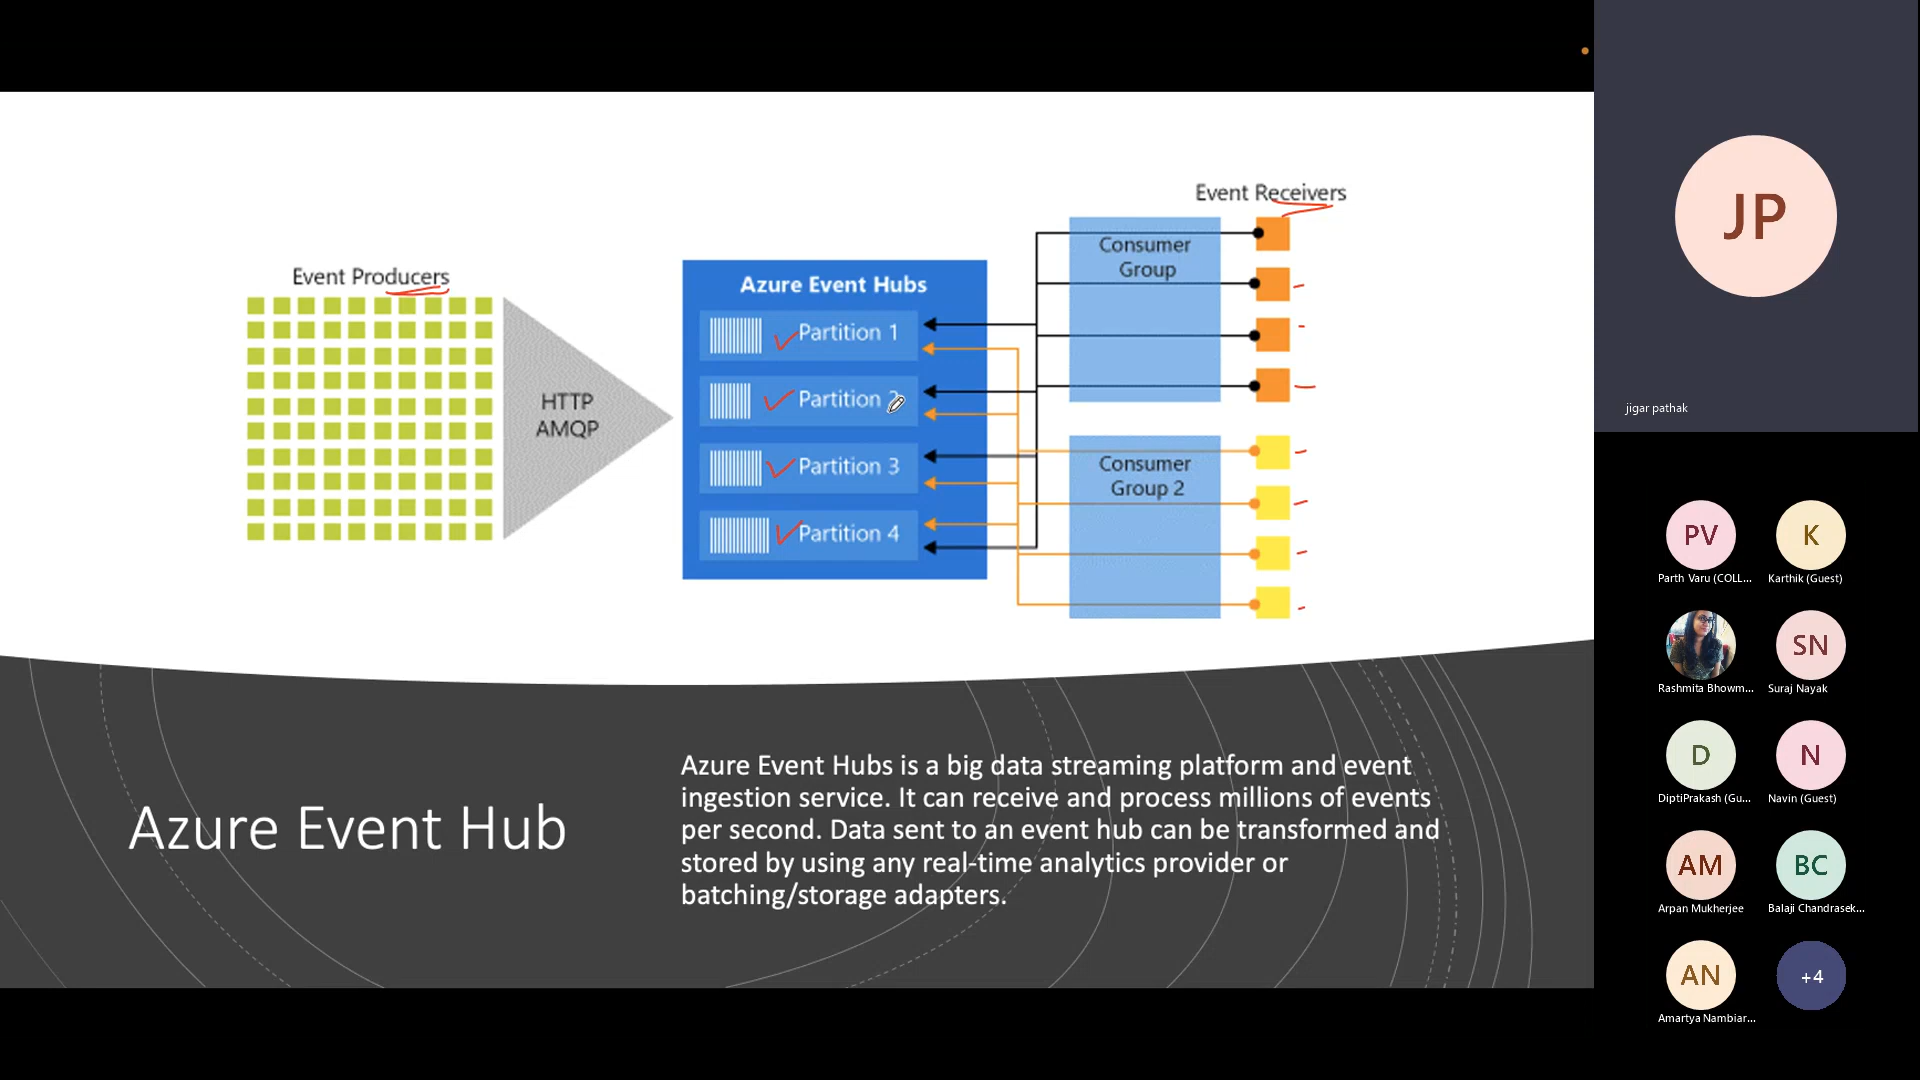 Event Receivers
Consumer
Group
Event Producers
Azure Event Hubs
Partition 1
HTTP
AMQP
Partition 2
Partition 3
Consumer
Group 2
Partition 4
Azure Event Hub
Azure Event Hubs is a big data streaming platform and event
ingestion service. It can receive and process millions of events
per second. Data sent to an event hub can be transformed and
stored by using any real-time analytics provider or
batching/storage adapters.
JP
jigar pathak
PV
K
Parth Varu (COLL...
Karthik (Guest)
SN
Rashmita Bhowm...
Suraj Nayak
D
N
DiptiPrakash (Gu...
Navin (Guest)
AM
BC
Arpan Mukherjee
Balaji Chandrasek...
AN
+4
Amartya Nambiar...